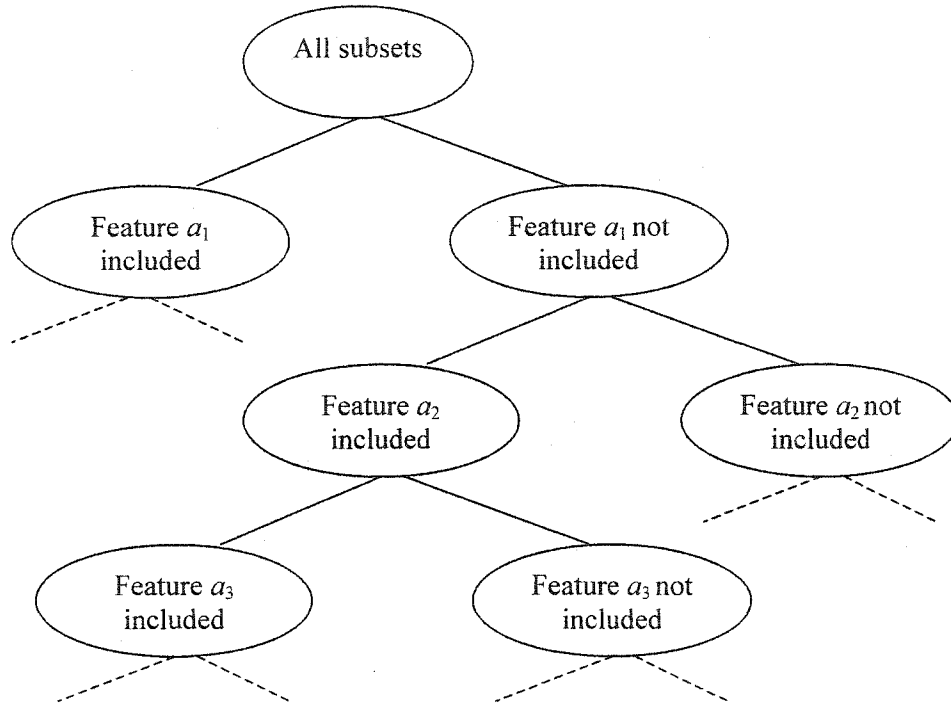 All subsets
Feature a₁
included
Feature a₁ not
included
Feature a₂
included
Feature a₂ not
included
Feature a₃
included
Feature a₃ not
included